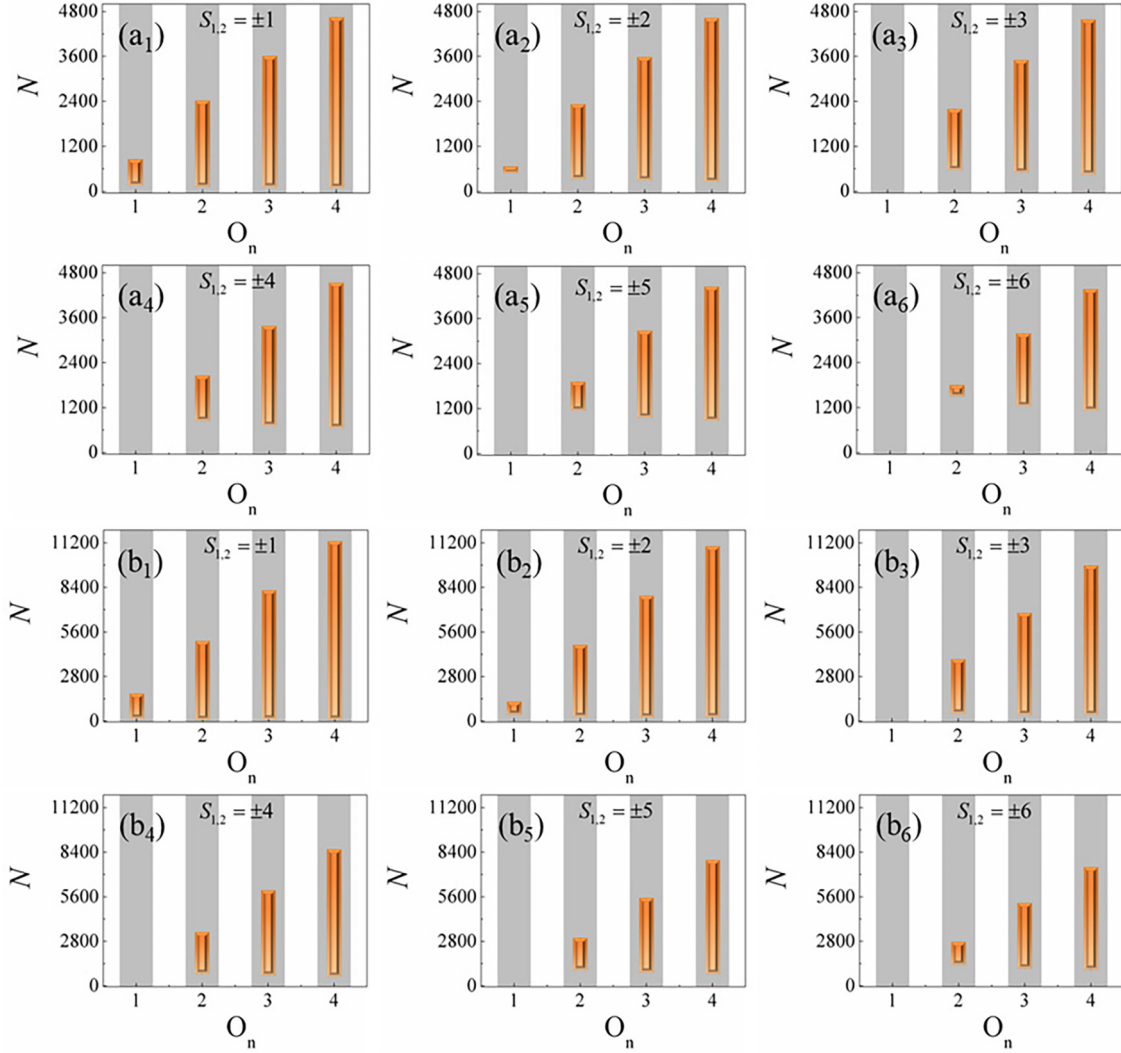 (a1) S1,2 = ±1
N
4800
3600
2400
1200
0
1 2 3 4
On
(a2) S1,2 = ±2
N
4800
3600
2400
1200
0
1 2 3 4
On
(a3) S1,2 = ±3
N
4800
3600
2400
1200
0
1 2 3 4
On
(a4) S1,2 = ±4
N
4800
3600
2400
1200
0
1 2 3 4
On
(a5) S1,2 = ±5
N
4800
3600
2400
1200
0
1 2 3 4
On
(a6) S1,2 = ±6
N
4800
3600
2400
1200
0
1 2 3 4
On
(b1) S1,2 = ±1
N
11200
8400
5600
2800
0
1 2 3 4
On
(b2) S1,2 = ±2
N
11200
8400
5600
2800
0
1 2 3 4
On
(b3) S1,2 = ±3
N
11200
8400
5600
2800
0
1 2 3 4
On
(b4) S1,2 = ±4
N
11200
8400
5600
2800
0
1 2 3 4
On
(b5) S1,2 = ±5
N
11200
8400
5600
2800
0
1 2 3 4
On
(b6) S1,2 = ±6
N
11200
8400
5600
2800
0
1 2 3 4
On